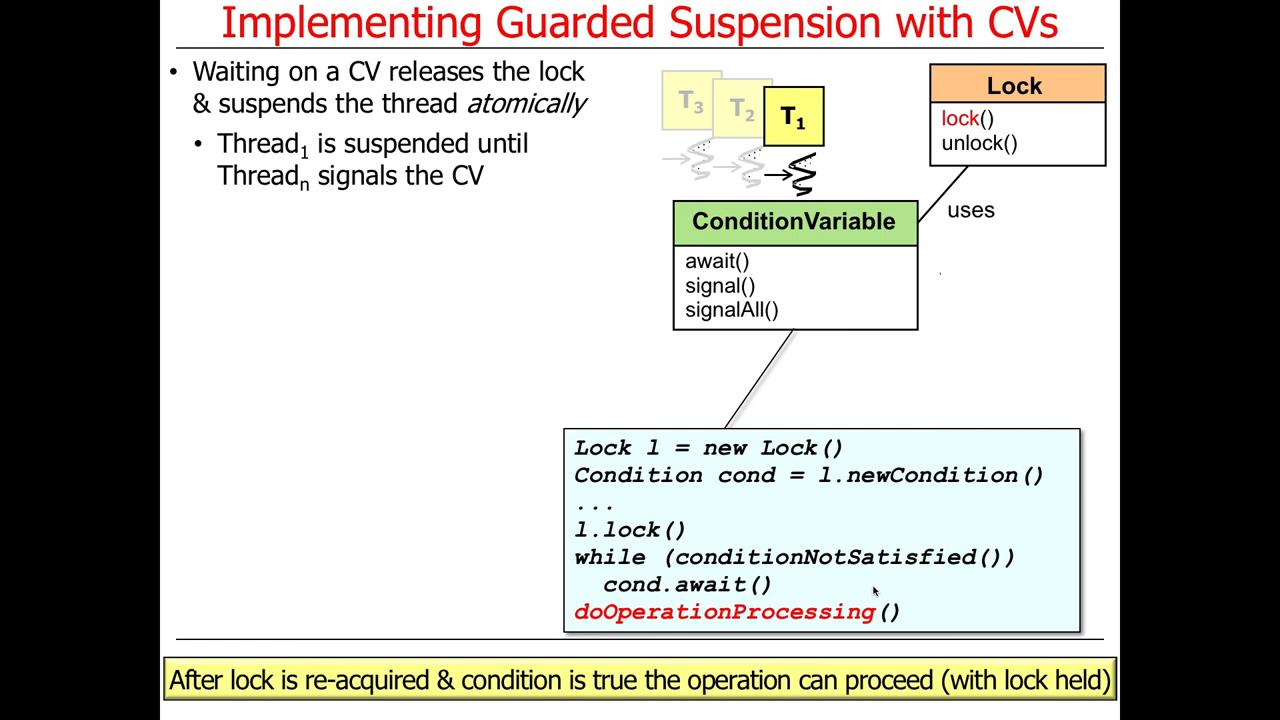 Implementing Guarded Suspension with CVs
• Waiting on a CV releases the lock
& suspends the thread atomically
• Thread1 is suspended until
Threadn signals the CV
T3
T2
T1
Lock
lock()
unlock()
uses
ConditionVariable
await()
signal()
signalAll()
Lock l = new Lock()
Condition cond = l.newCondition()
...
l.lock()
while (conditionNotSatisfied())
cond.await()
doOperationProcessing()
After lock is re-acquired & condition is true the operation can proceed (with lock held)